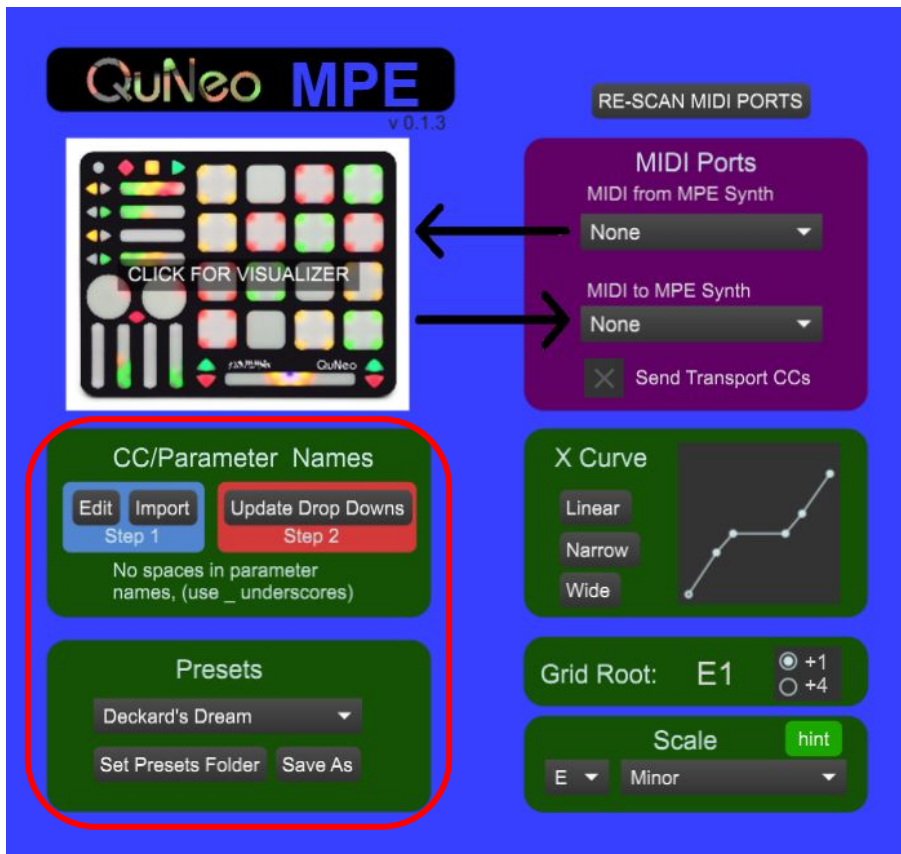 QuNeo MPE
v 0.1.3
RE-SCAN MIDI PORTS
CLICK FOR VISUALIZER
QuNeo
MIDI Ports
MIDI from MPE Synth
None
MIDI to MPE Synth
None
Send Transport CCs
CC/Parameter Names
Edit Import Update Drop Downs
Step 1 Step 2
No spaces in parameter
names, (use _ underscores)
X Curve
Linear
Narrow
Wide
Presets
Deckard's Dream
Set Presets Folder Save As
Grid Root: E1
+1
+4
Scale hint
E Minor